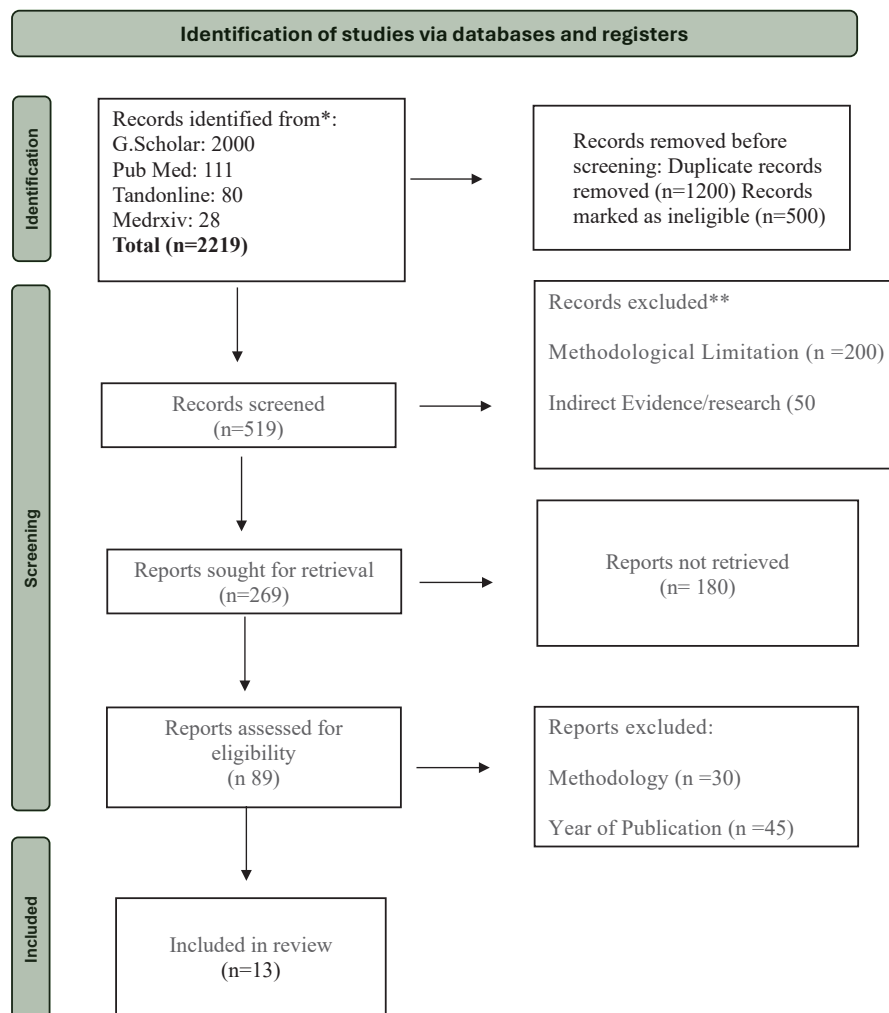 Identification of studies via databases and registers
Identification
Records identified from*:
G.Scholar: 2000
Pub Med: 111
Tandonline: 80
Medrxiv: 28
Total (n=2219)
Records removed before
screening: Duplicate records
removed (n=1200) Records
marked as ineligible (n=500)
Screening
Records screened
(n=519)
Records excluded**
Methodological Limitation (n =200)
Indirect Evidence/research (50
Reports sought for retrieval
(n=269)
Reports not retrieved
(n= 180)
Reports assessed for
eligibility
(n 89)
Reports excluded:
Methodology (n =30)
Year of Publication (n =45)
Included
Included in review
(n=13)